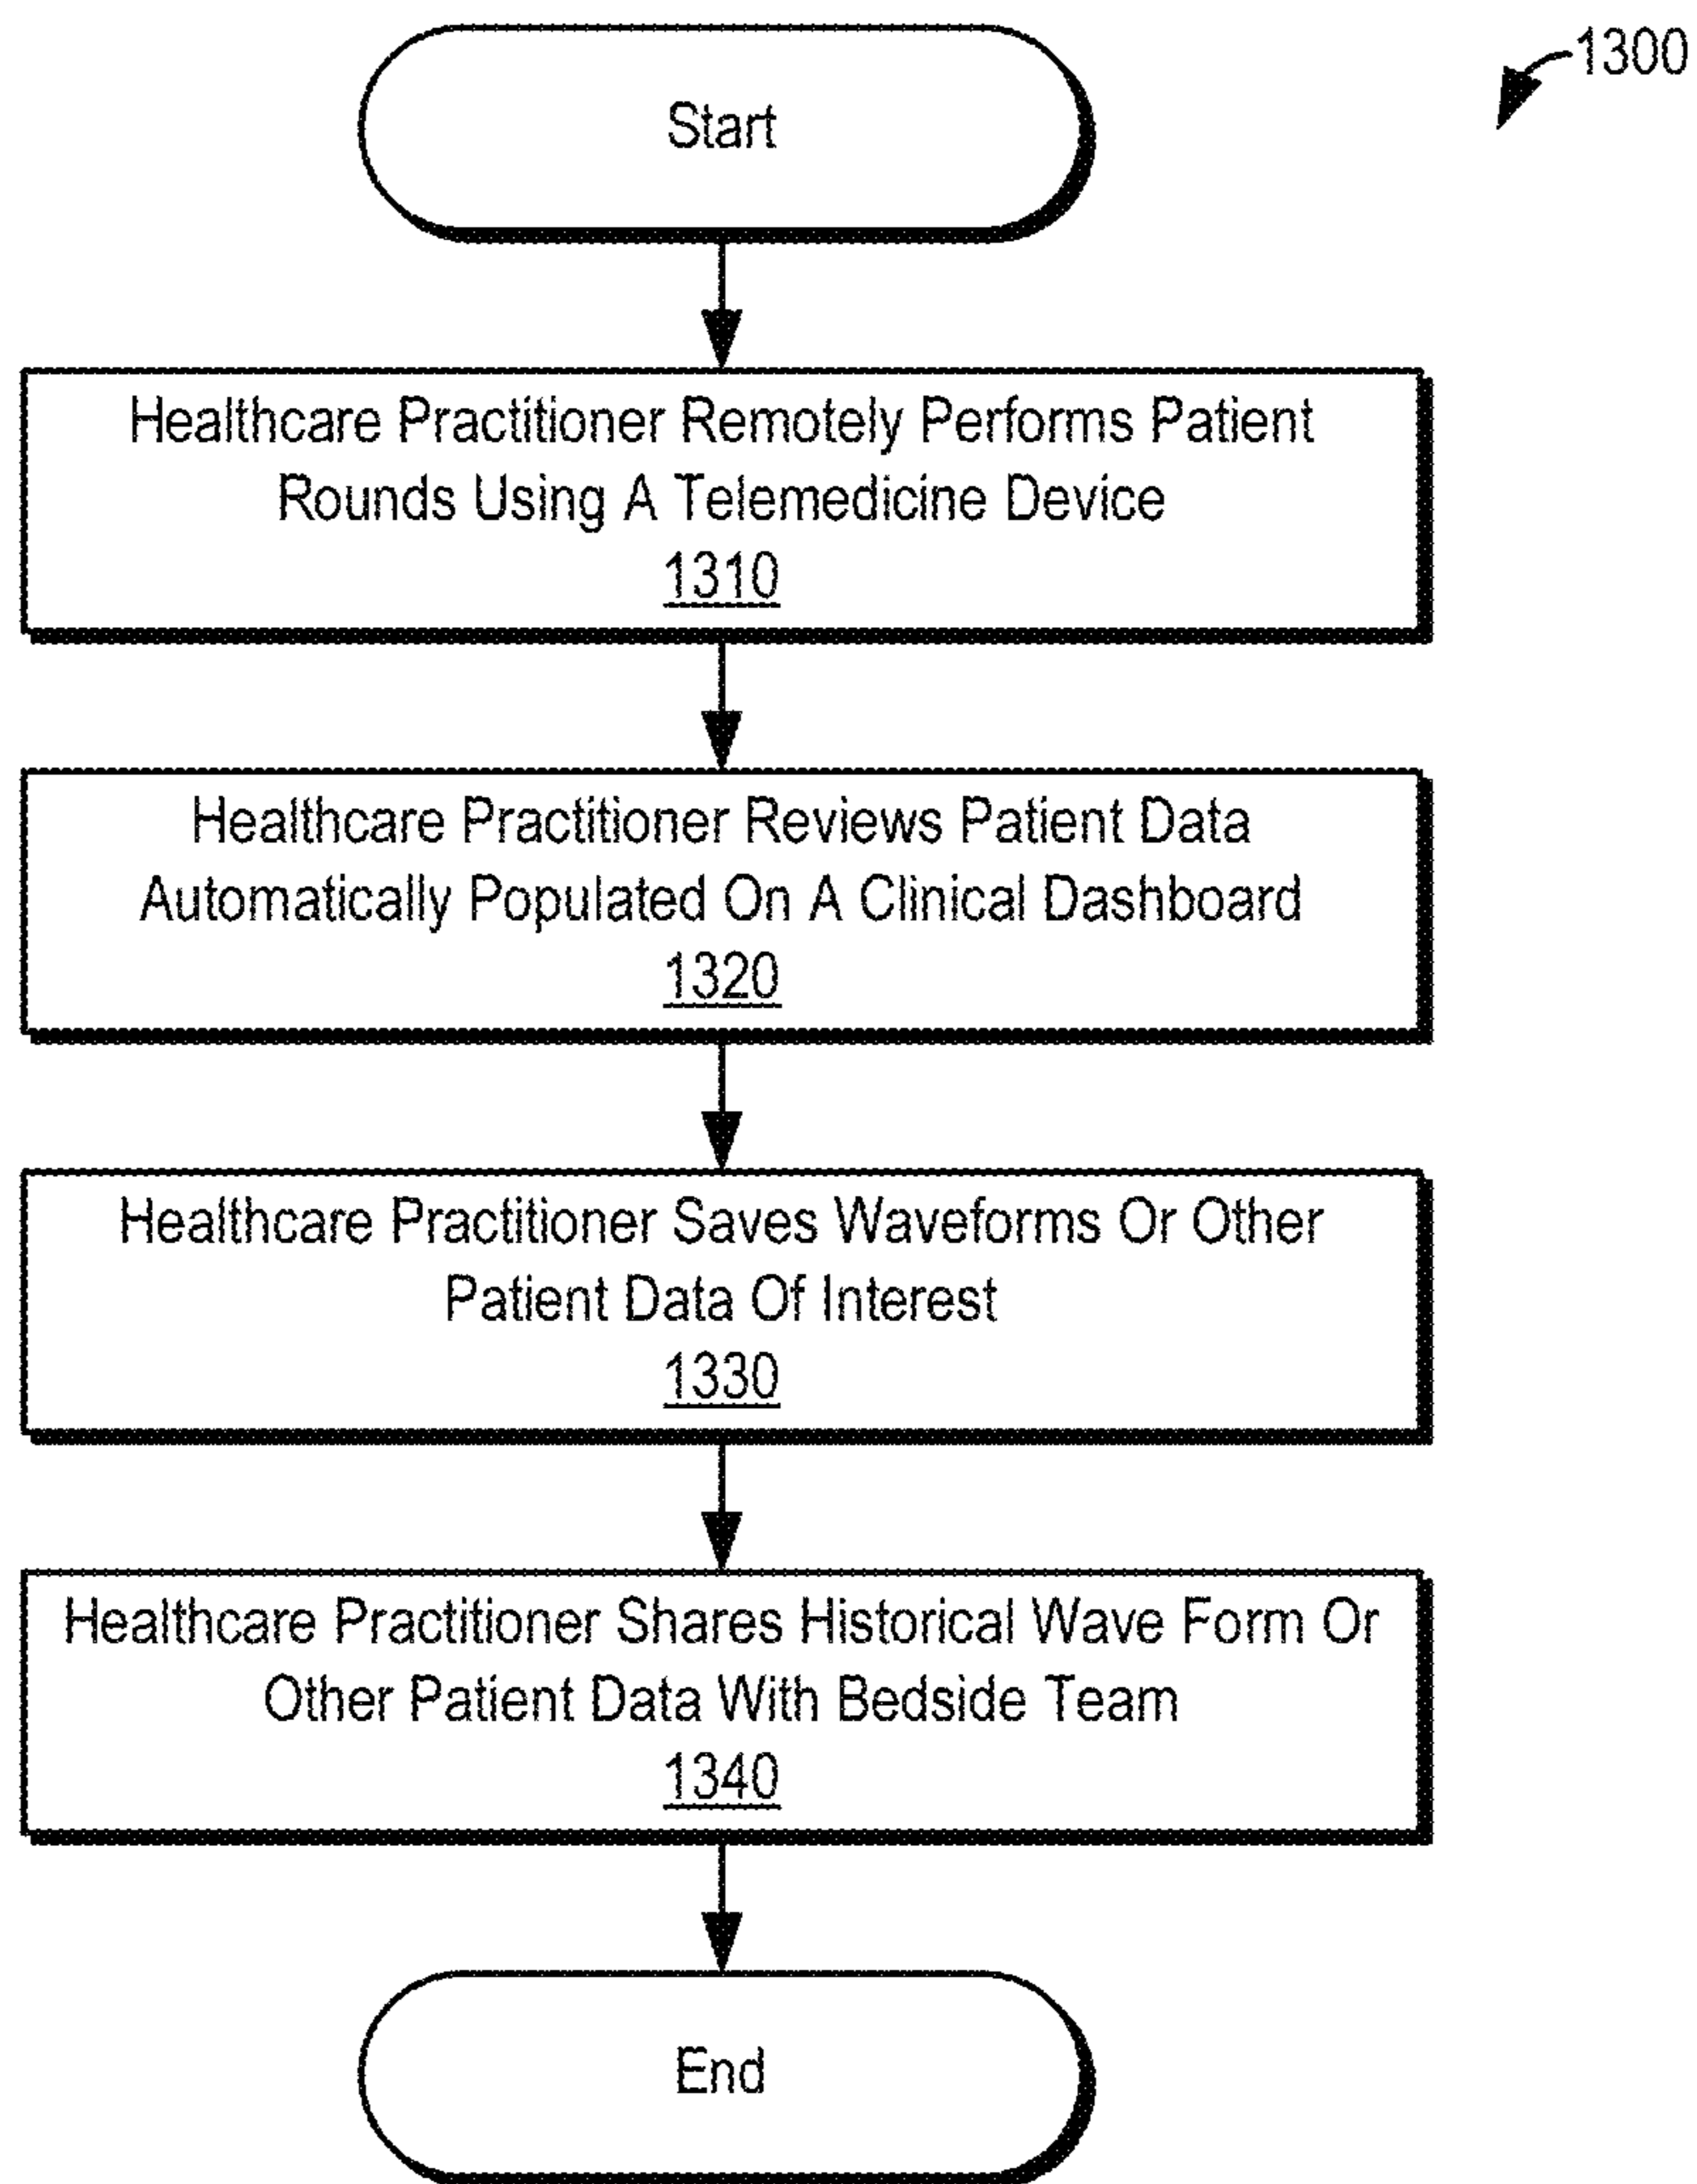 1300
Start
Healthcare Practitioner Remotely Performs Patient
Rounds Using A Telemedicine Device
1310
Healthcare Practitioner Reviews Patient Data
Automatically Populated On A Clinical Dashboard
1320
Healthcare Practitioner Saves Waveforms Or Other
Patient Data Of Interest
1330
Healthcare Practitioner Shares Historical Wave Form Or
Other Patient Data With Bedside Team
1340
End